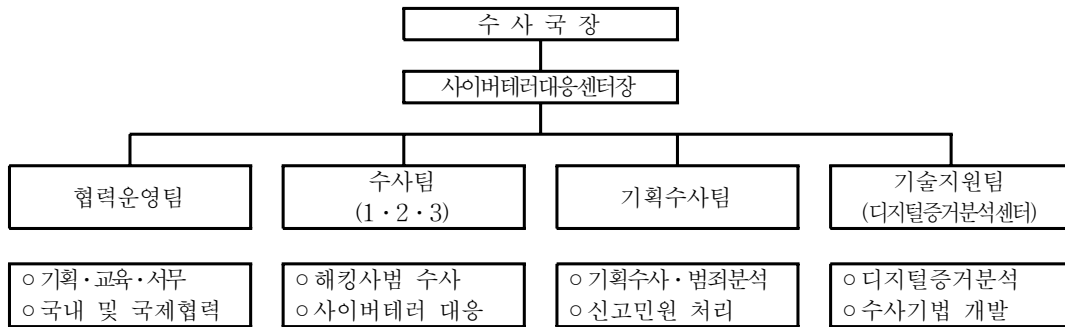 수 사 국 장
사이버테러대응센터장
협력운영팀
수사팀
(1·2·3)
기획수사팀
기술지원팀
(디지털증거분석센터)
○ 기획·교육·서무
○ 국내 및 국제협력
○ 해킹사범 수사
○ 사이버테러 대응
○ 기획수사·범죄분석
○ 신고민원 처리
○ 디지털증거분석
○ 수사기법 개발